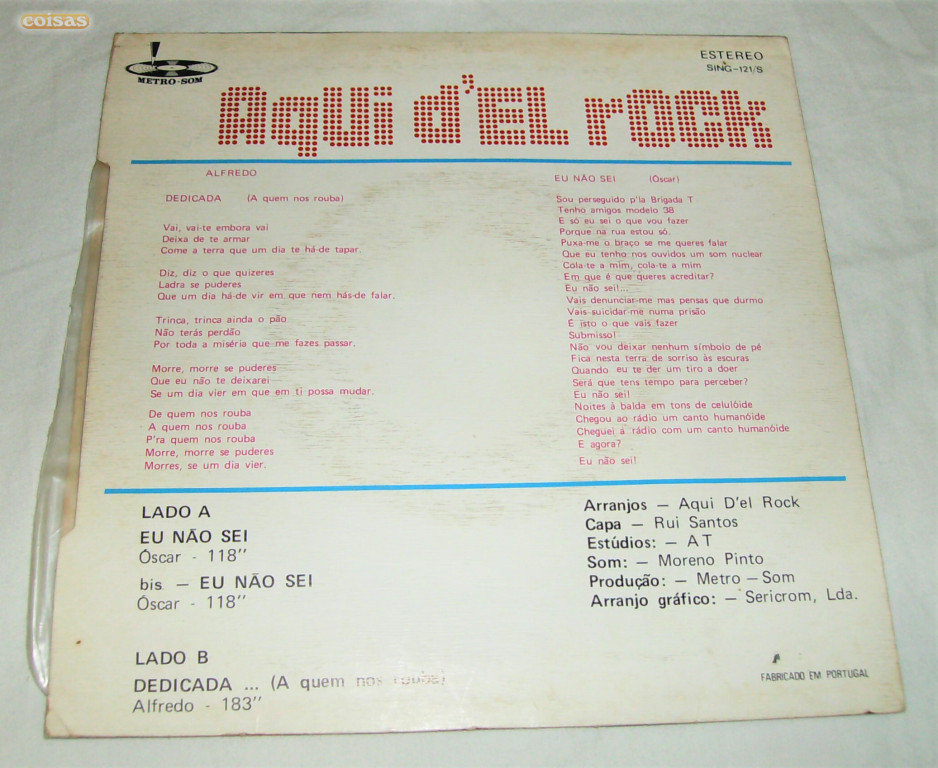 coisas
METRO-SOM
ESTEREO
SING-121/S
Aqui d'EL rOCk
ALFREDO
DEDICADA (A quem nos rouba)
Vai, vai-te embora vai
Deixa de te armar
Come a terra que um dia te há-de tapar.
Diz, diz o que quizeres
Ladra se puderes
Que um dia há-de vir em que nem hás-de falar.
Trinca, trinca ainda o pão
Não terás perdão
Por toda a miséria que me fazes passar.
Morre, morre se puderes
Que eu não te deixarei
Se um dia vier em que em ti possa mudar.
De quem nos rouba
A quem nos rouba
P'ra quem nos rouba
Morre, morre se puderes
Morres, se um dia vier.
EU NÃO SEI (Óscar)
Sou perseguido p'la Brigada T
Tenho amigos modelo 38
E só eu sei o que vou fazer
Porque na rua estou só.
Puxa-me o braço se me queres falar
Que eu tenho nos ouvidos um som nuclear
Cola-te a mim, cola-te a mim
Em que é que queres acreditar?
Eu não sei!...
Vais denunciar-me mas pensas que durmo
Vais suicidar-me numa prisão
É isto o que vais fazer
Submisso!
Não vou deixar nenhum símbolo de pé
Fica nesta terra de sorriso às escuras
Quando eu te der um tiro a doer
Será que tens tempo para perceber?
Eu não sei!
Noites à balda em tons de celulóide
Chegou ao rádio um canto humanóide
Cheguei à rádio com um canto humanóide
E agora?
Eu não sei!
LADO A
EU NÃO SEI
Óscar - 118''
bis — EU NÃO SEI
Óscar - 118''
LADO B
DEDICADA ... (A quem nos rouba)
Alfredo - 183''
Arranjos — Aqui D'el Rock
Capa — Rui Santos
Estúdios: — A T
Som: — Moreno Pinto
Produção: — Metro — Som
Arranjo gráfico: — Sericrom, Lda.
FABRICADO EM PORTUGAL